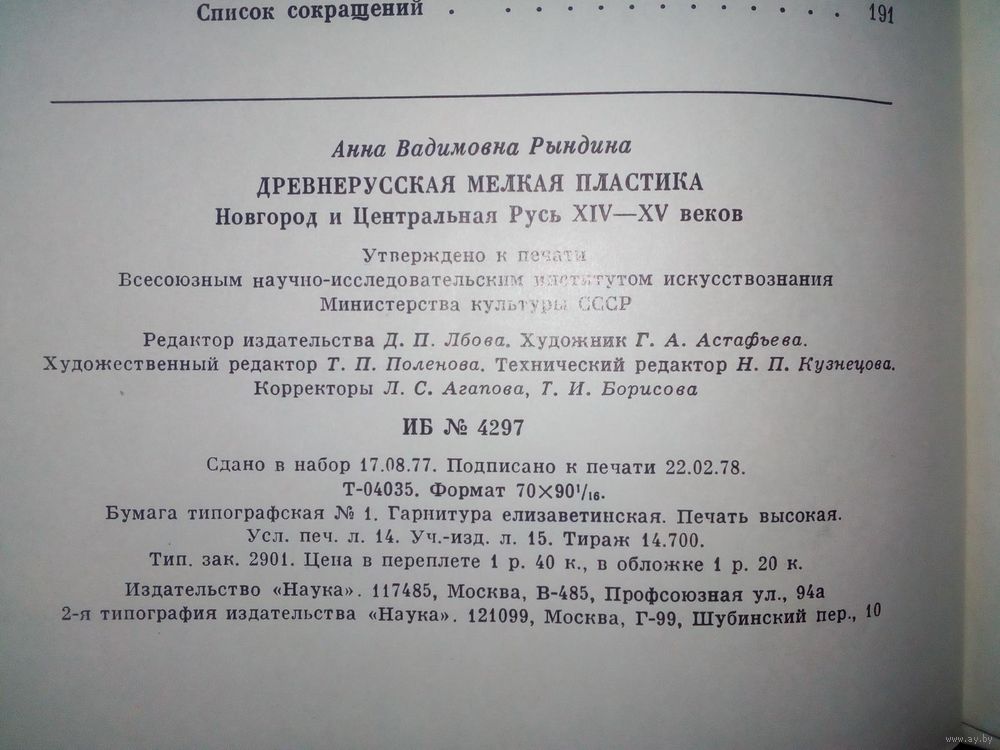 Список сокращений . . . . . . . . . . . . . . 191
Анна Вадимовна Рындина
ДРЕВНЕРУССКАЯ МЕЛКАЯ ПЛАСТИКА
Новгород и Центральная Русь XIV—XV веков
Утверждено к печати
Всесоюзным научно-исследовательским институтом искусствознания
Министерства культуры СССР
Редактор издательства Д. П. Лбова. Художник Г. А. Астафьева.
Художественный редактор Т. П. Поленова. Технический редактор Н. П. Кузнецова.
Корректоры Л. С. Агапова, Т. И. Борисова
ИБ № 4297
Сдано в набор 17.08.77. Подписано к печати 22.02.78.
Т-04035. Формат 70×90¹/₁₆.
Бумага типографская № 1. Гарнитура елизаветинская. Печать высокая.
Усл. печ. л. 14. Уч.-изд. л. 15. Тираж 14.700.
Тип. зак. 2901. Цена в переплете 1 р. 40 к., в обложке 1 р. 20 к.
Издательство «Наука». 117485, Москва, В-485, Профсоюзная ул., 94а
2-я типография издательства «Наука». 121099, Москва, Г-99, Шубинский пер., 10
www.ay.by